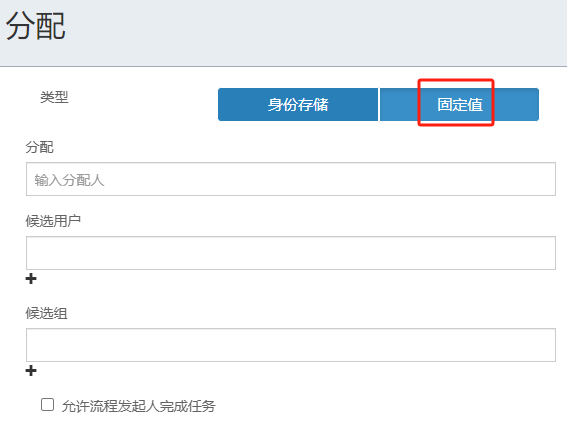 分配
类型
身份存储 固定值
分配
输入分配人
候选用户
候选组
允许流程发起人完成任务